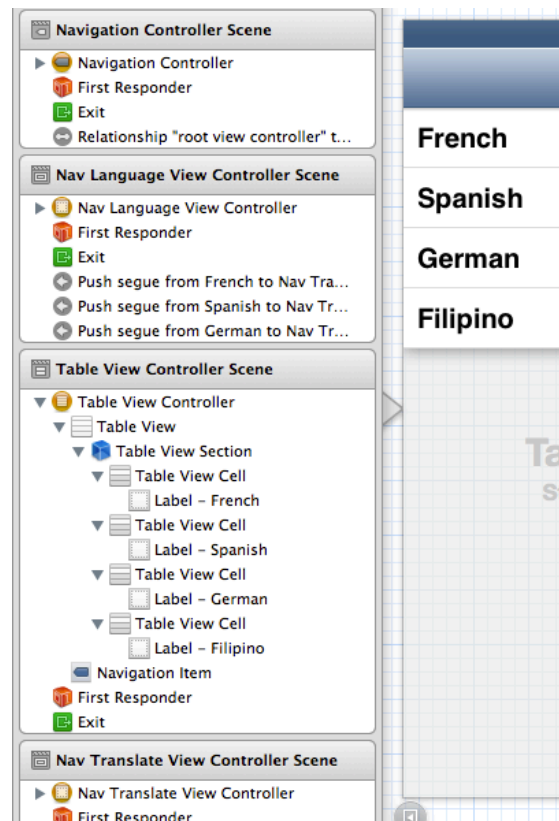 Navigation Controller Scene
Navigation Controller
First Responder
Exit
Relationship "root view controller" t...
Nav Language View Controller Scene
Nav Language View Controller
First Responder
Exit
Push segue from French to Nav Tra...
Push segue from Spanish to Nav Tr...
Push segue from German to Nav Tr...
Table View Controller Scene
Table View Controller
Table View
Table View Section
Table View Cell
Label – French
Table View Cell
Label – Spanish
Table View Cell
Label – German
Table View Cell
Label – Filipino
Navigation Item
First Responder
Exit
Nav Translate View Controller Scene
Nav Translate View Controller
First Responder
French
Spanish
German
Filipino
Ta
S